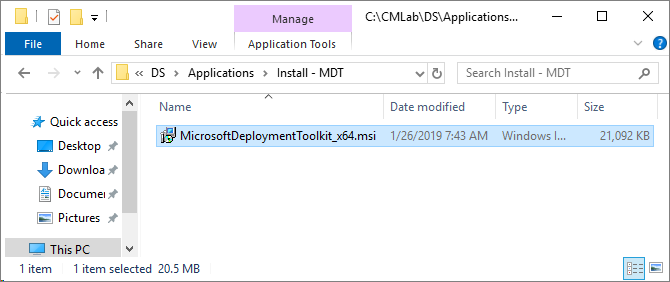 Manage
C:\CMLab\DS\Applications...
File
Home
Share
View
Application Tools
« DS > Applications > Install - MDT
Search Install - MDT
Name
Date modified
Type
Size
Quick access
Desktop
Downloa
Documen
Pictures
This PC
MicrosoftDeploymentToolkit_x64.msi
1/26/2019 7:43 AM
Windows I...
21,092 KB
1 item
1 item selected 20.5 MB